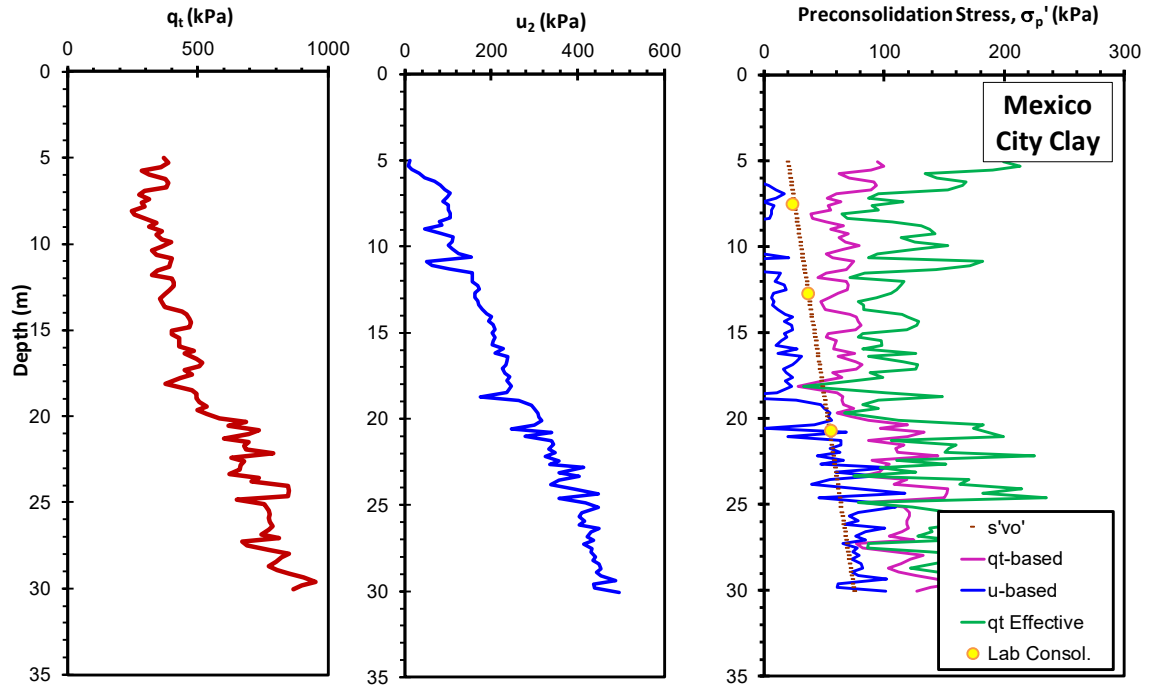 qt (kPa)
0 500 1000
0
5
10
15
20
25
30
35
Depth (m)
u2 (kPa)
0 200 400 600
0
5
10
15
20
25
30
35
Preconsolidation Stress, σp' (kPa)
0 100 200 300
0
5
10
15
20
25
30
35
Mexico
City Clay
s'vo'
qt-based
u-based
qt Effective
Lab Consol.